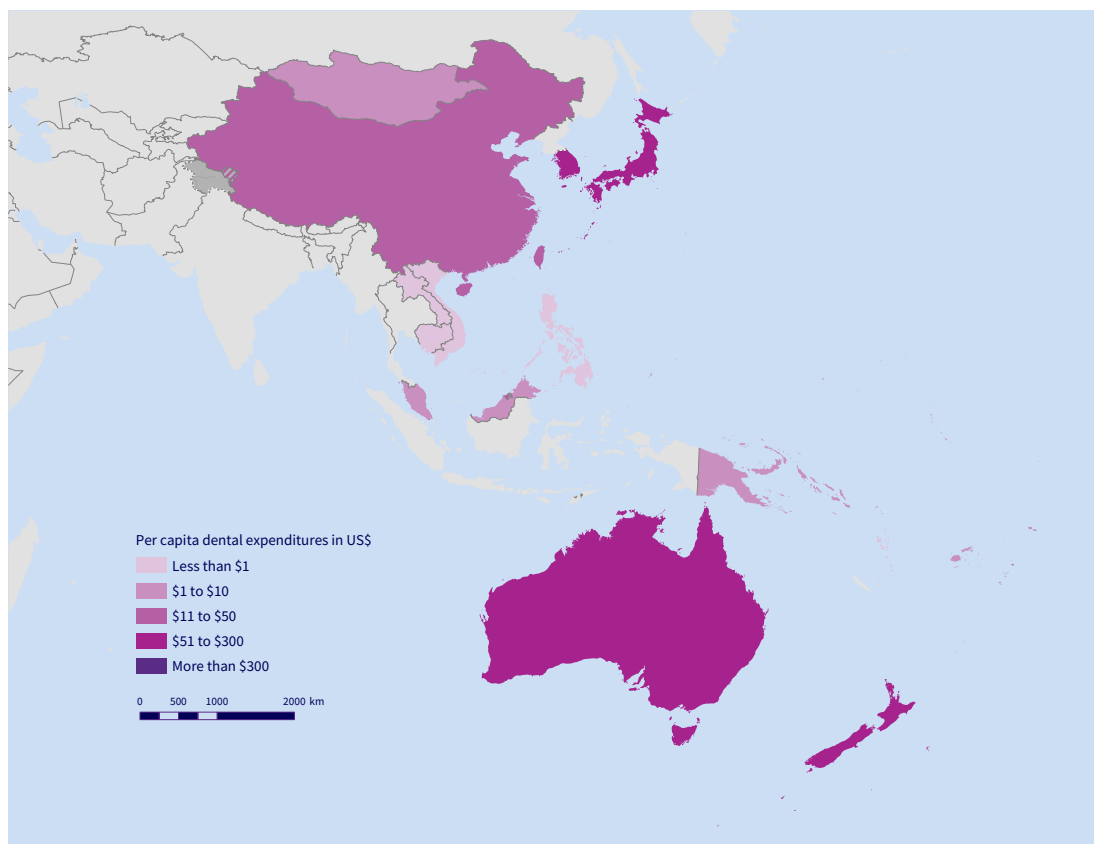 Per capita dental expenditures in US$
Less than $1
$1 to $10
$11 to $50
$51 to $300
More than $300
0 500 1000 2000 km